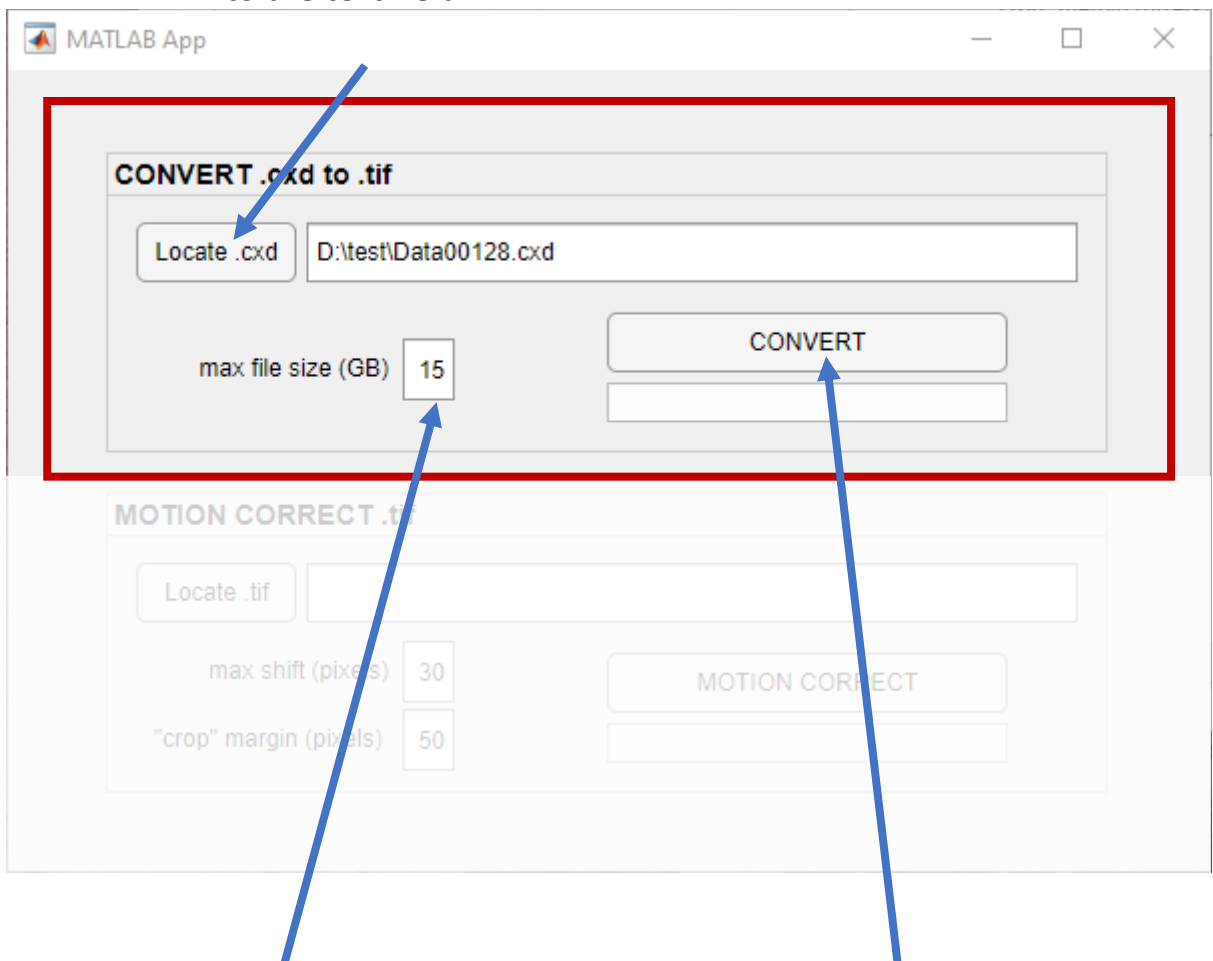 MATLAB App
CONVERT .cxd to .tif
Locate .cxd D:\test\Data00128.cxd
CONVERT
max file size (GB) 15
MOTION CORRECT .tif
Locate .tif
max shift (pixels) 30
MOTION CORRECT
"crop" margin (pixels) 50